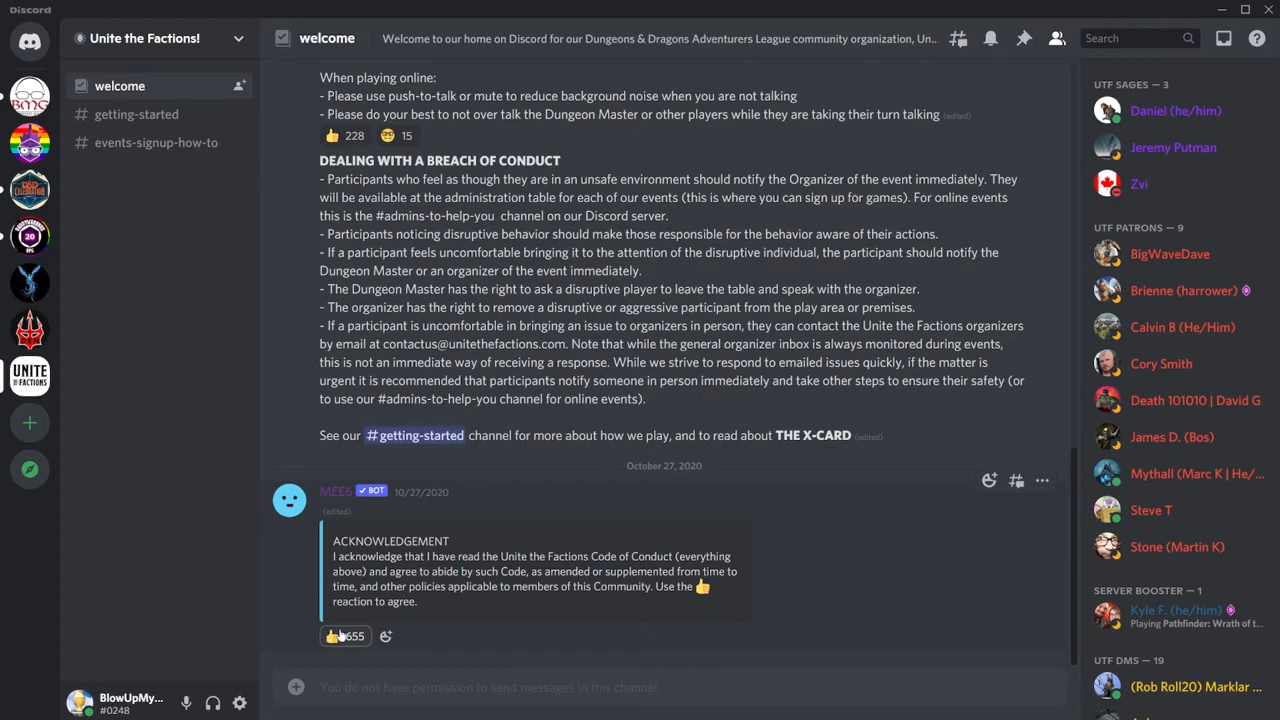 Discord
Unite the Factions!
welcome
Welcome to our home on Discord for our Dungeons & Dragons Adventurers League community organization, Un...
Search
BMG
UNITE
THE
FACTIONS
welcome
# getting-started
# events-signup-how-to
When playing online:
- Please use push-to-talk or mute to reduce background noise when you are not talking
- Please do your best to not over talk the Dungeon Master or other players while they are taking their turn talking (edited)
228 15
DEALING WITH A BREACH OF CONDUCT
- Participants who feel as though they are in an unsafe environment should notify the Organizer of the event immediately. They
will be available at the administration table for each of our events (this is where you can sign up for games). For online events
this is the #admins-to-help-you channel on our Discord server.
- Participants noticing disruptive behavior should make those responsible for the behavior aware of their actions.
- If a participant feels uncomfortable bringing it to the attention of the disruptive individual, the participant should notify the
Dungeon Master or an organizer of the event immediately.
- The Dungeon Master has the right to ask a disruptive player to leave the table and speak with the organizer.
- The organizer has the right to remove a disruptive or aggressive participant from the play area or premises.
- If a participant is uncomfortable in bringing an issue to organizers in person, they can contact the Unite the Factions organizers
by email at contactus@unitethefactions.com. Note that while the general organizer inbox is always monitored during events,
this is not an immediate way of receiving a response. While we strive to respond to emailed issues quickly, if the matter is
urgent it is recommended that participants notify someone in person immediately and take other steps to ensure their safety (or
to use our #admins-to-help-you channel for online events).
See our #getting-started channel for more about how we play, and to read about THE X-CARD (edited)
October 27, 2020
MEE6 ✓ BOT 10/27/2020
(edited)
ACKNOWLEDGEMENT
I acknowledge that I have read the Unite the Factions Code of Conduct (everything
above) and agree to abide by such Code, as amended or supplemented from time to
time, and other policies applicable to members of this Community. Use the 👍
reaction to agree.
655
You do not have permission to send messages in this channel.
BlowUpMy...
#0248
UTF SAGES — 3
Daniel (he/him)
Jeremy Putman
Zvi
UTF PATRONS — 9
BigWaveDave
Brienne (harrower)
Calvin B (He/Him)
Cory Smith
Death 101010 | David G
James D. (Bos)
Mythall (Marc K | He/...
Steve T
Stone (Martin K)
SERVER BOOSTER — 1
Kyle F. (he/him)
Playing Pathfinder: Wrath of t...
UTF DMS — 19
(Rob Roll20) Marklar ...